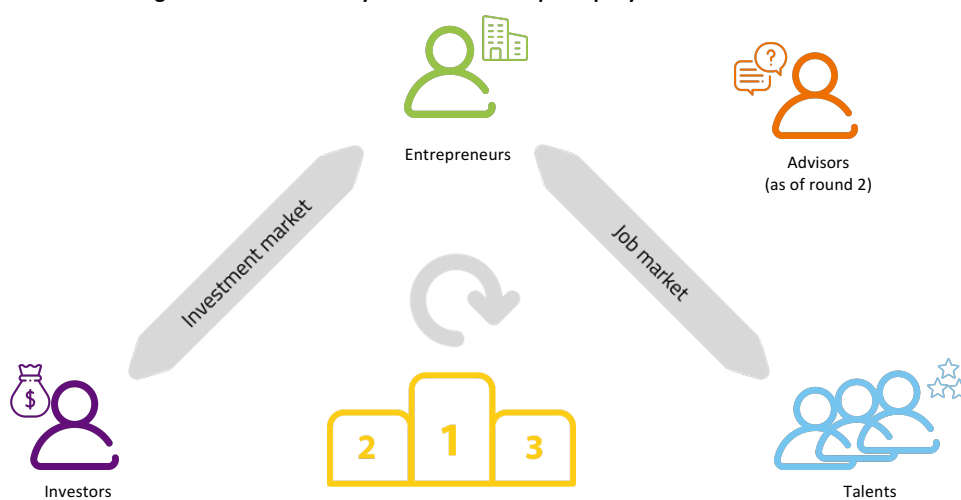 ?
Entrepreneurs
Advisors
(as of round 2)
Investment market
Job market
$
2
1
3
Investors
Talents